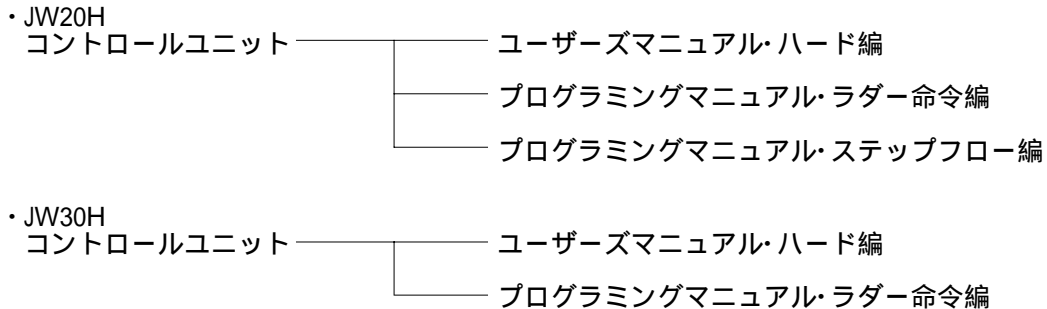 ・JW20H
コントロールユニット ユーザーズマニュアル・ハード編
プログラミングマニュアル・ラダー命令編
プログラミングマニュアル・ステップフロー編
・JW30H
コントロールユニット ユーザーズマニュアル・ハード編
プログラミングマニュアル・ラダー命令編